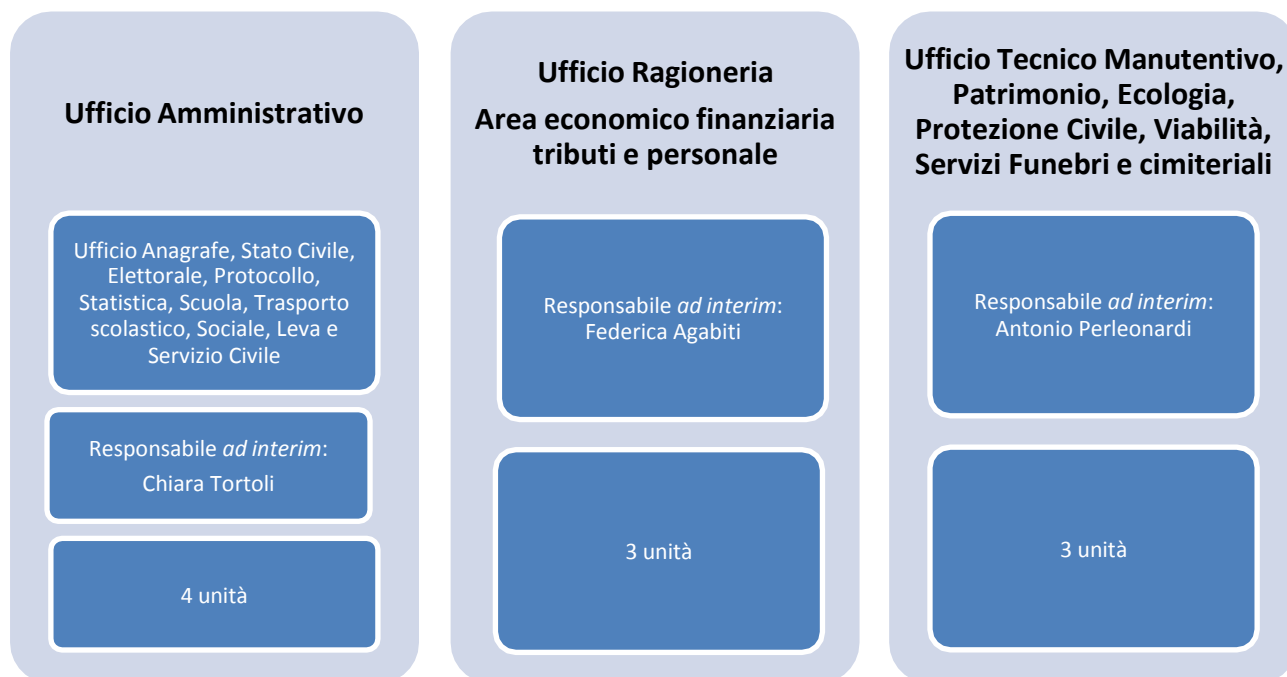 Ufficio Amministrativo
Ufficio Anagrafe, Stato Civile,
Elettorale, Protocollo,
Statistica, Scuola, Trasporto
scolastico, Sociale, Leva e
Servizio Civile
Responsabile ad interim:
Chiara Tortoli
4 unità
Ufficio Ragioneria
Area economico finanziaria
tributi e personale
Responsabile ad interim:
Federica Agabiti
3 unità
Ufficio Tecnico Manutentivo,
Patrimonio, Ecologia,
Protezione Civile, Viabilità,
Servizi Funebri e cimiteriali
Responsabile ad interim:
Antonio Perleonardi
3 unità